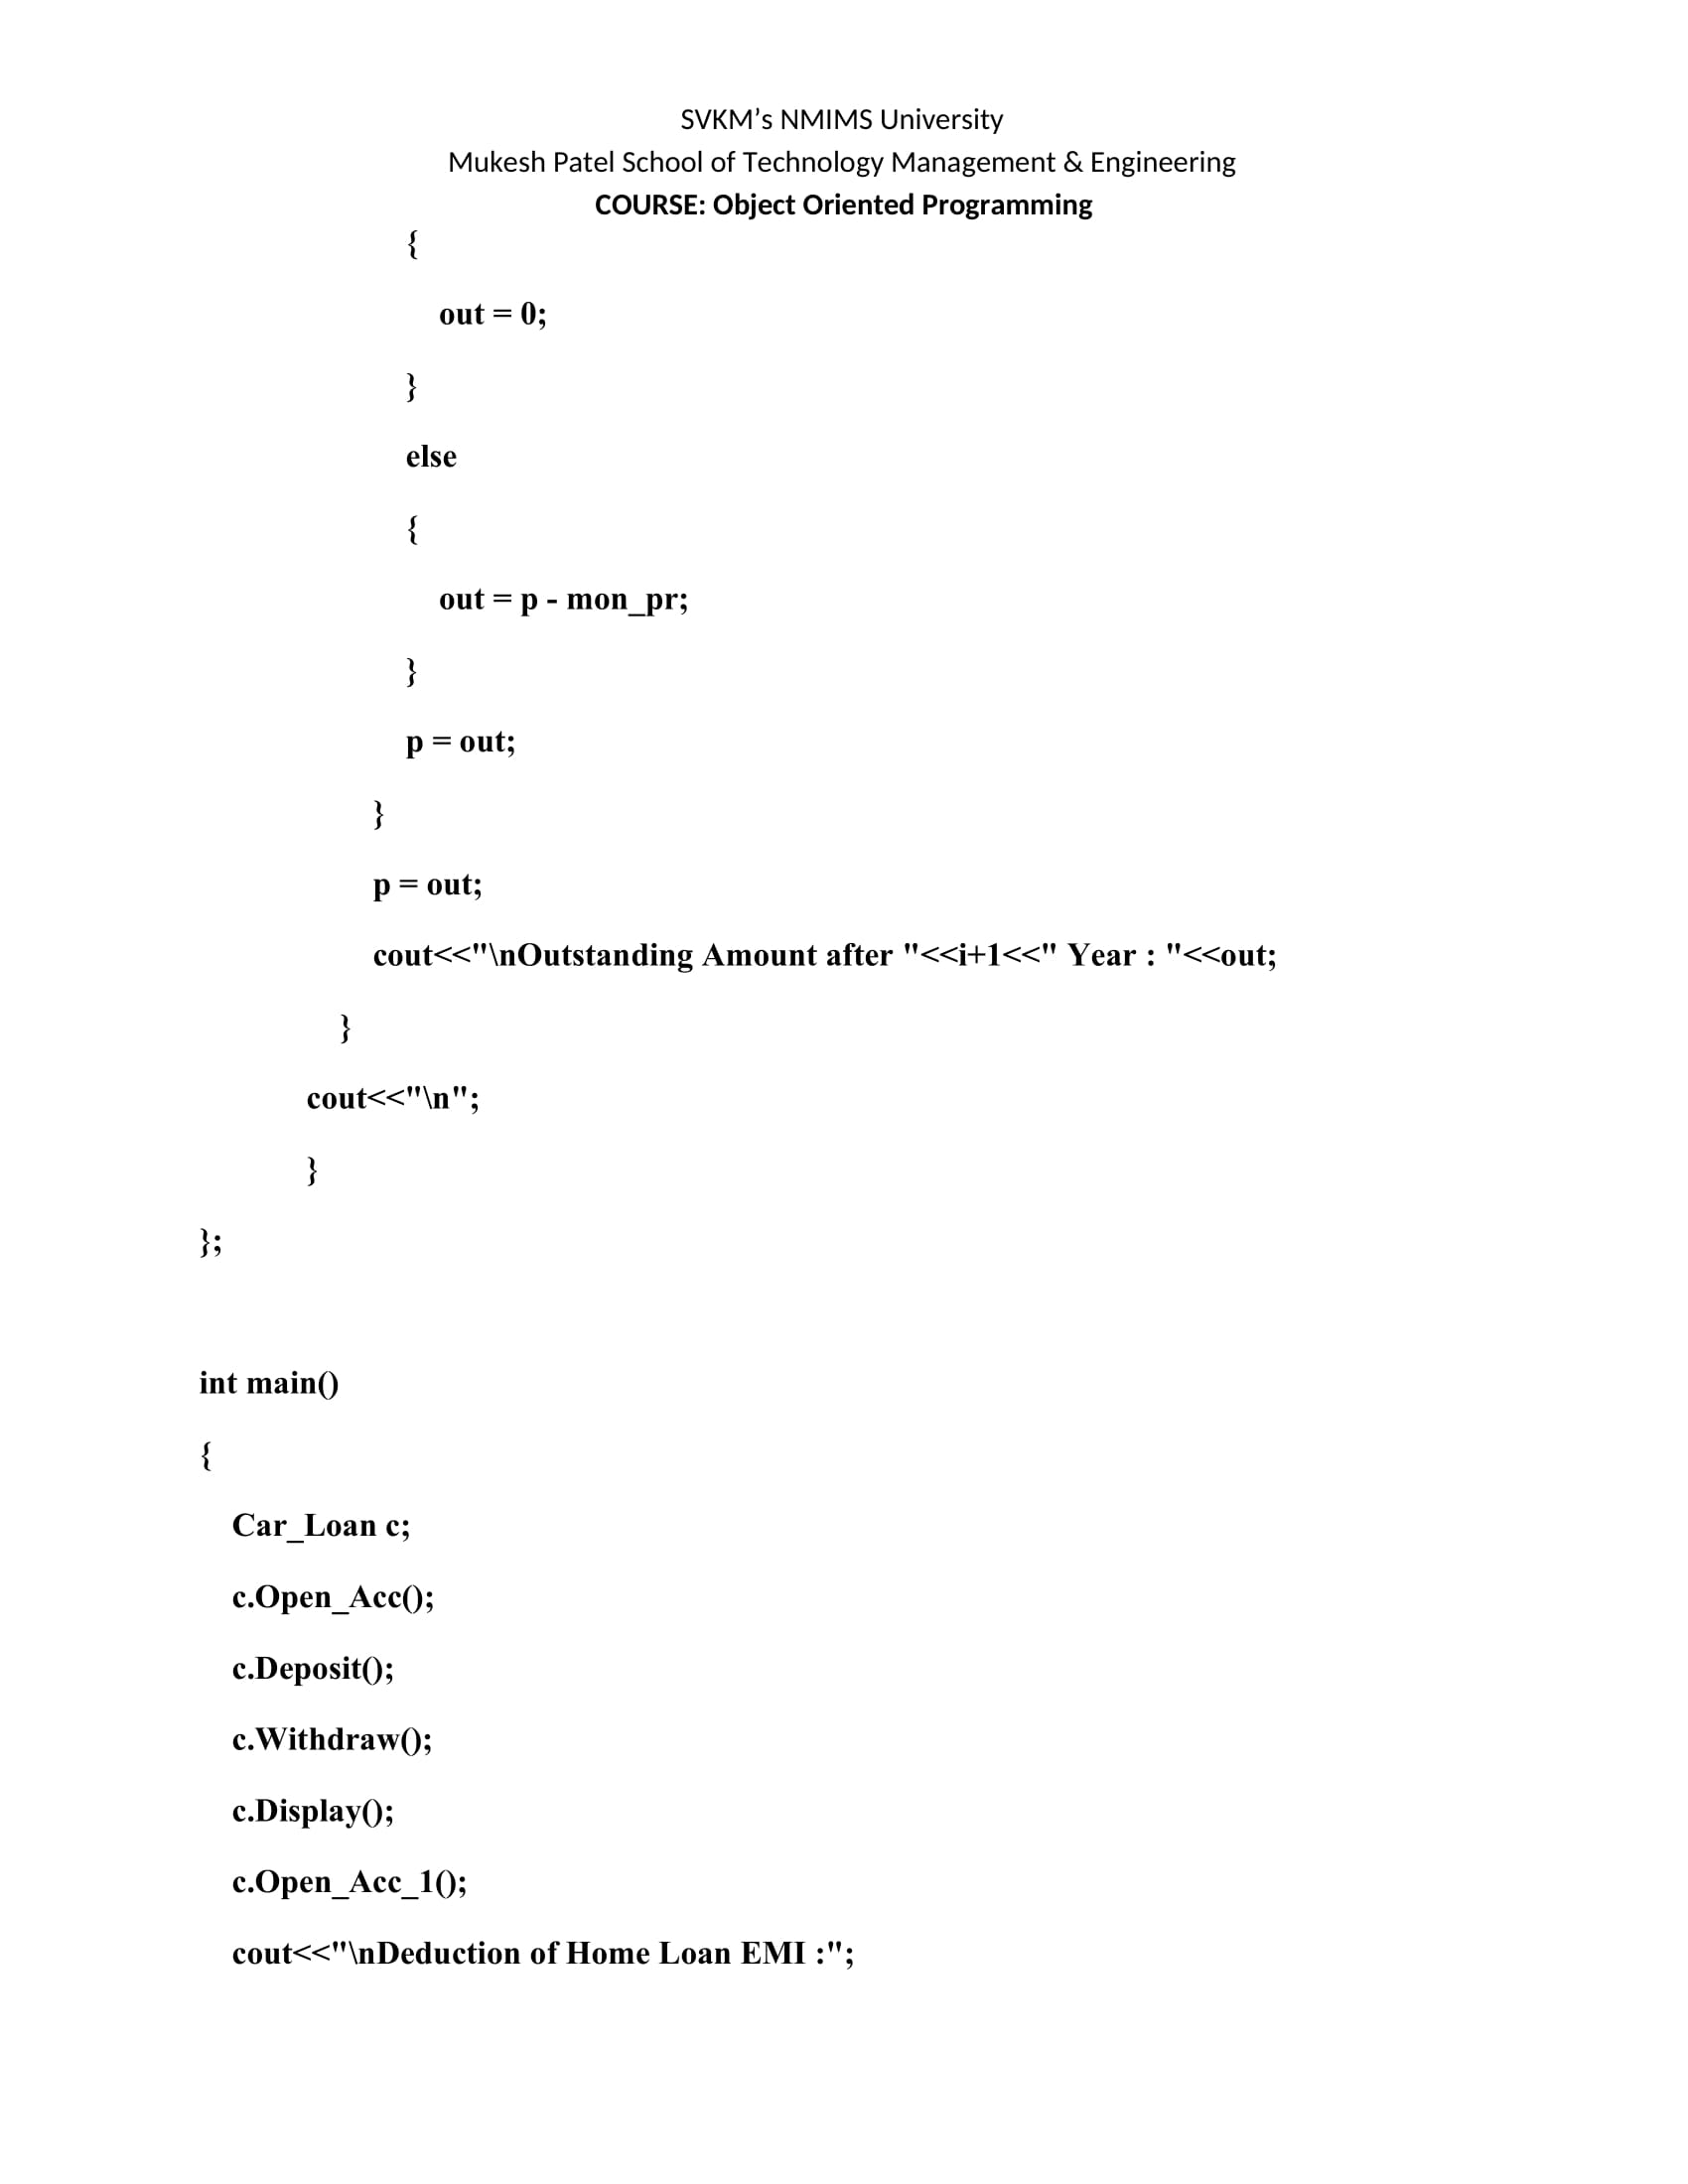 SVKM’s NMIMS University
Mukesh Patel School of Technology Management & Engineering
COURSE: Object Oriented Programming
{
out = 0;
}
else
{
out = p - mon_pr;
}
p = out;
}
p = out;
cout<<"\nOutstanding Amount after "<<i+1<<" Year : "<<out;
}
cout<<"\n";
}
};
int main()
{
Car_Loan c;
c.Open_Acc();
c.Deposit();
c.Withdraw();
c.Display();
c.Open_Acc_1();
cout<<"\nDeduction of Home Loan EMI :";